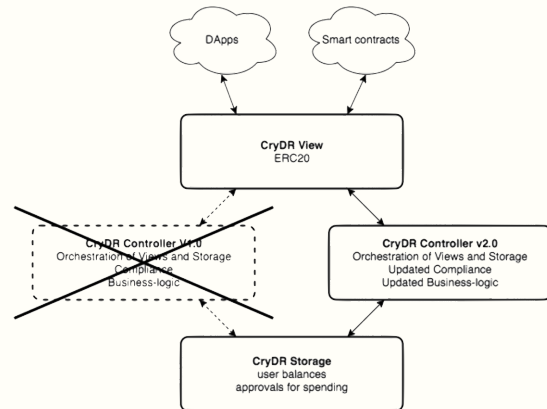 DApps
Smart contracts
CryDR View
ERC20
CryDR Controller V1.0
Orchestration of Views and Storage
Compliance
Business-logic
CryDR Controller v2.0
Orchestration of Views and Storage
Updated Compliance
Updated Business-logic
CryDR Storage
user balances
approvals for spending